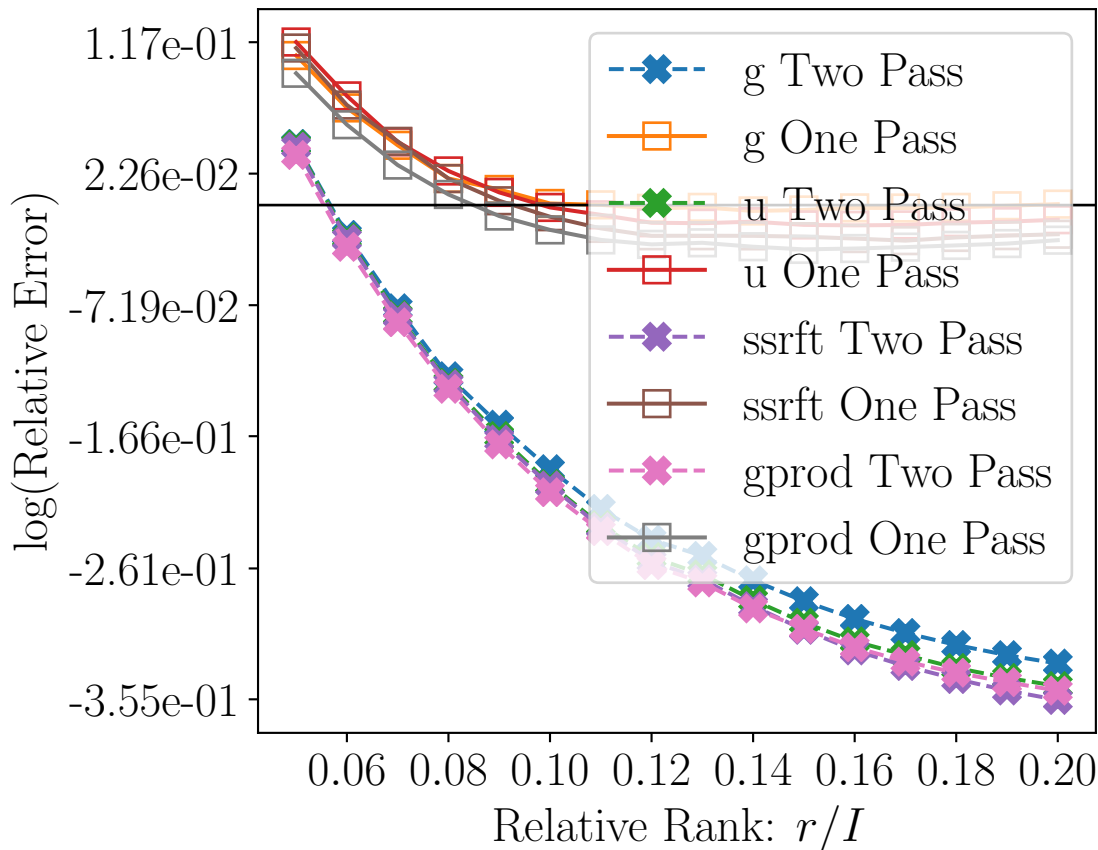 1.17e-01
2.26e-02
-7.19e-02
-1.66e-01
-2.61e-01
-3.55e-01
log(Relative Error)
g Two Pass
g One Pass
u Two Pass
u One Pass
ssrft Two Pass
ssrft One Pass
gprod Two Pass
gprod One Pass
0.06 0.08 0.10 0.12 0.14 0.16 0.18 0.20
Relative Rank: r/I